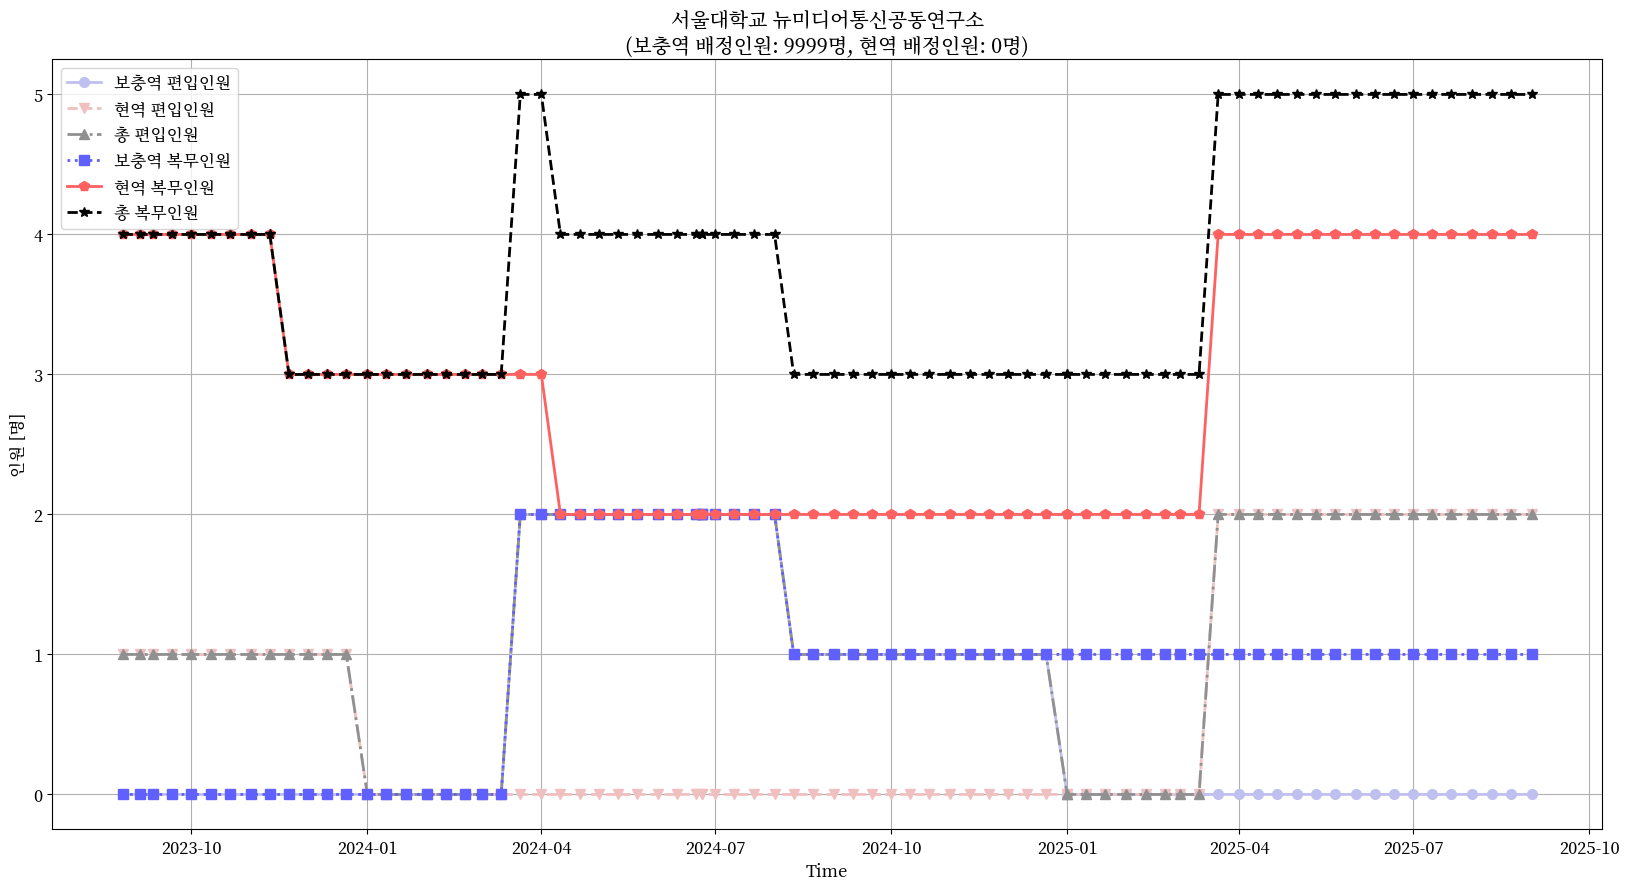 서울대학교 뉴미디어통신공동연구소
(보충역 배정인원: 9999명, 현역 배정인원: 0명)
보충역 편입인원
현역 편입인원
총 편입인원
보충역 복무인원
현역 복무인원
총 복무인원
5
4
3
2
1
0
인원 [명]
2023-10
2024-01
2024-04
2024-07
2024-10
2025-01
2025-04
2025-07
2025-10
Time